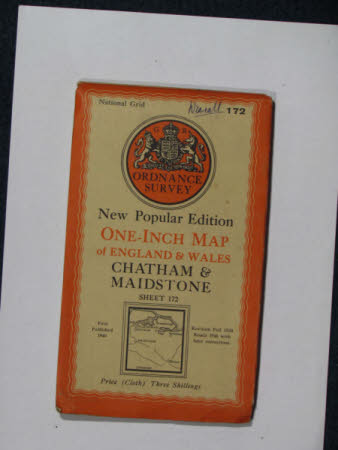 National Grid
172
G R
ORDNANCE
SURVEY
New Popular Edition
ONE-INCH MAP
of ENGLAND & WALES
CHATHAM &
MAIDSTONE
SHEET 172
First
Published
1940
Price (Cloth) Three Shillings